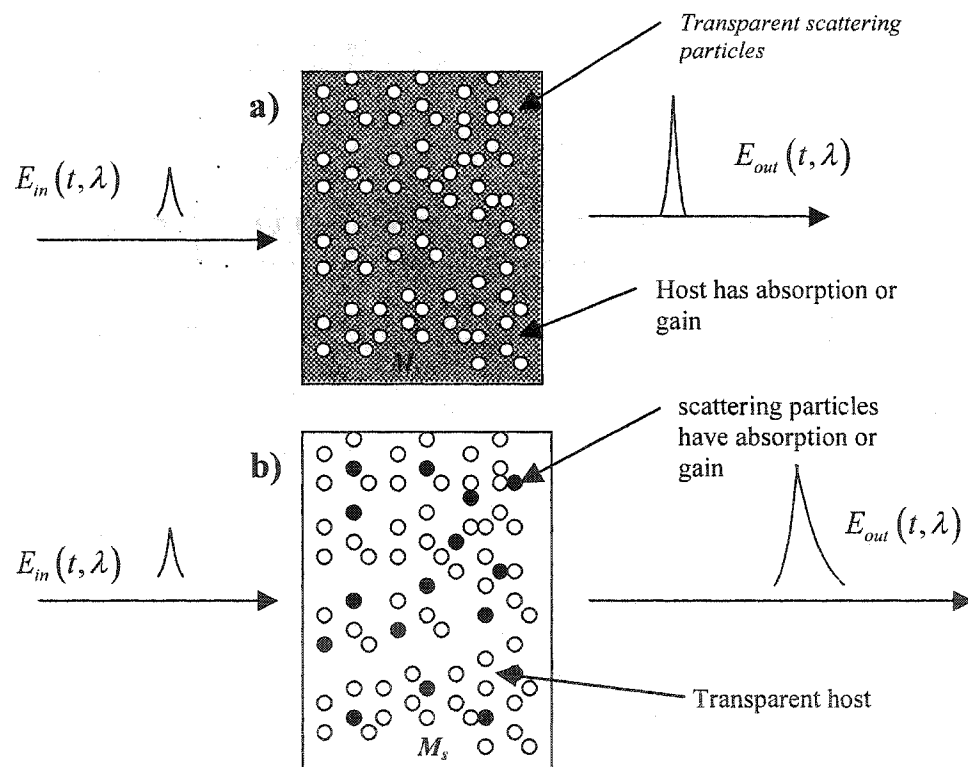 Transparent scattering
particles
a)
E_in (t, λ)
E_out (t, λ)
Host has absorption or
gain
M
scattering particles
have absorption or
gain
b)
E_in (t, λ)
E_out (t, λ)
Transparent host
M_s